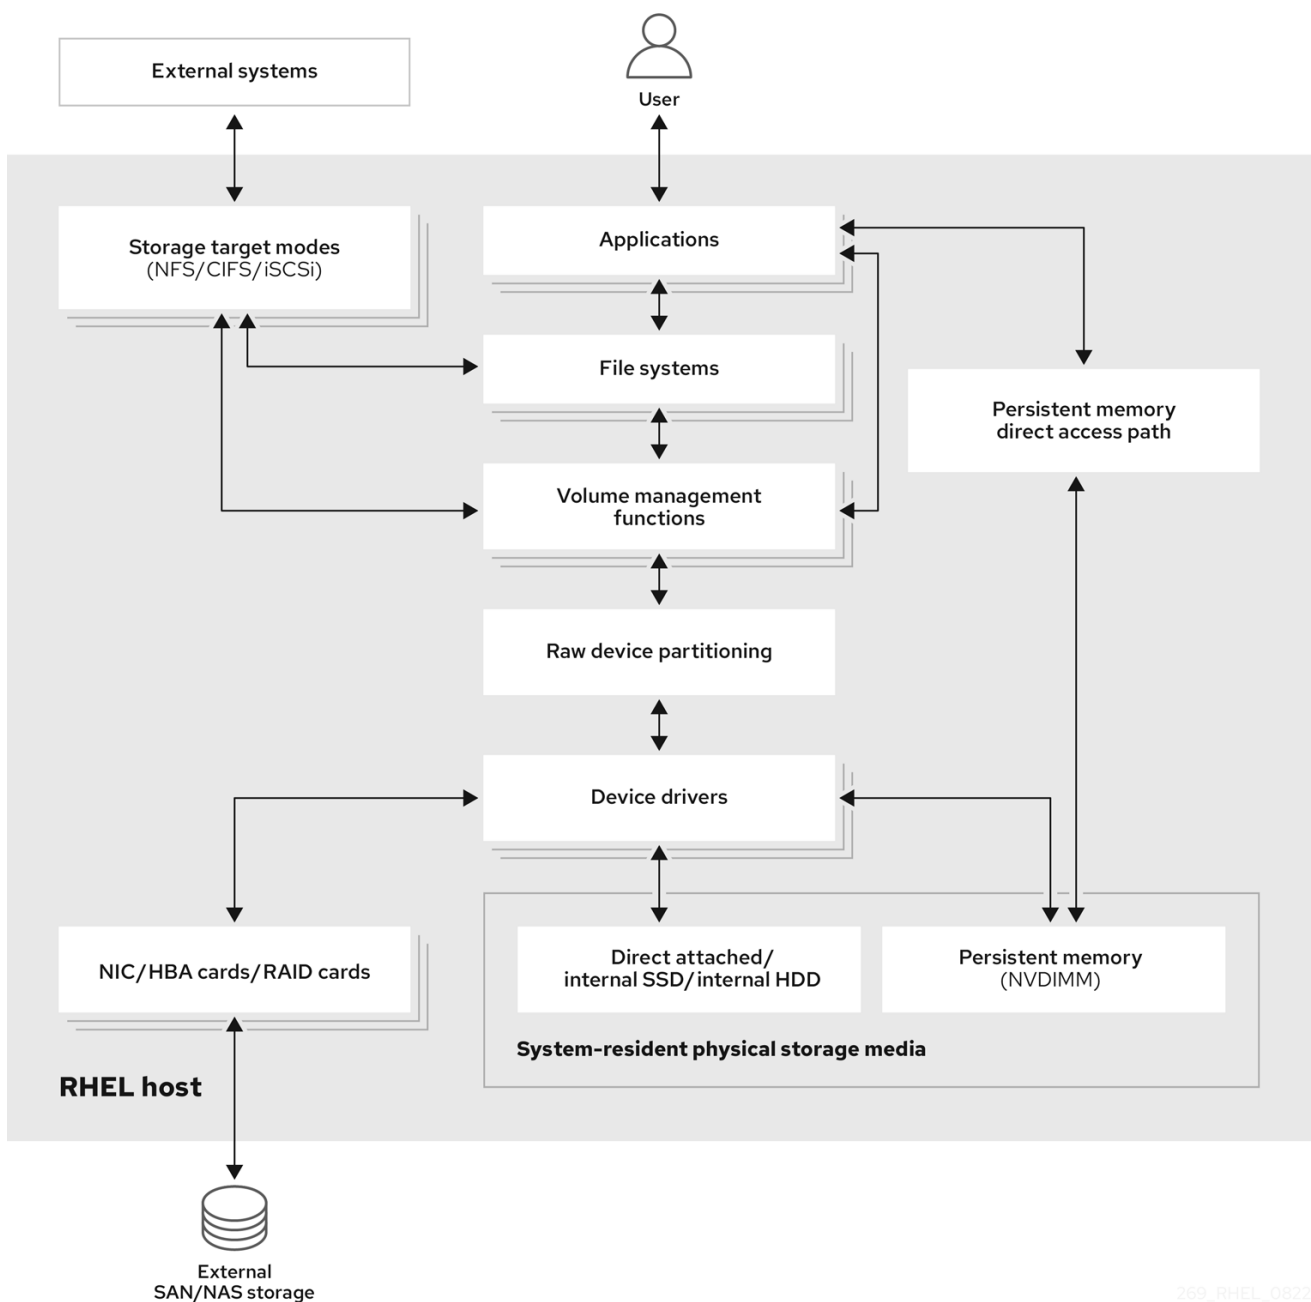 External systems
User
Storage target modes
(NFS/CIFS/iSCSi)
Applications
File systems
Persistent memory
direct access path
Volume management
functions
Raw device partitioning
Device drivers
NIC/HBA cards/RAID cards
Direct attached/
internal SSD/internal HDD
Persistent memory
(NVDIMM)
System-resident physical storage media
RHEL host
External
SAN/NAS storage
269_RHEL_0822